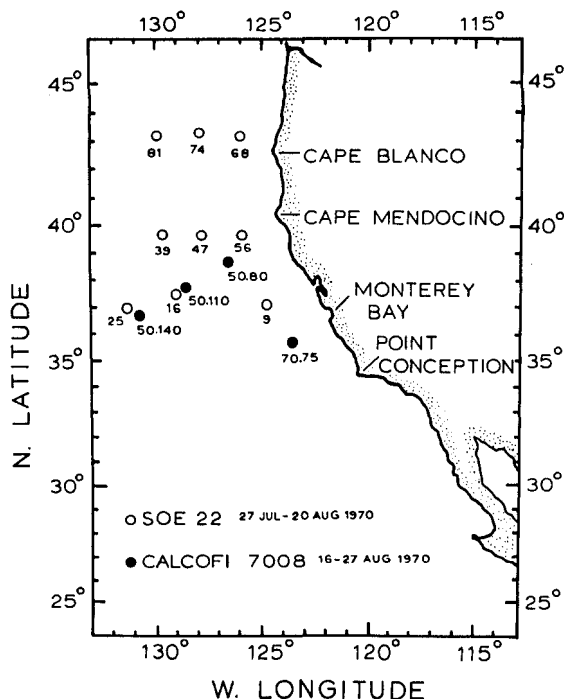 130° 125° 120° 115°
45° 45°
81 74 68
CAPE BLANCO
40° 40°
CAPE MENDOCINO
39 47 56
50.80
MONTEREY
BAY
16 50.110
9
25 50.140
35° 35°
70.75
POINT
CONCEPTION
N. LATITUDE
30° 30°
SOE 22 27 JUL-20 AUG 1970
CALCOFI 7008 16-27 AUG 1970
25° 25°
130° 125° 120° 115°
W. LONGITUDE